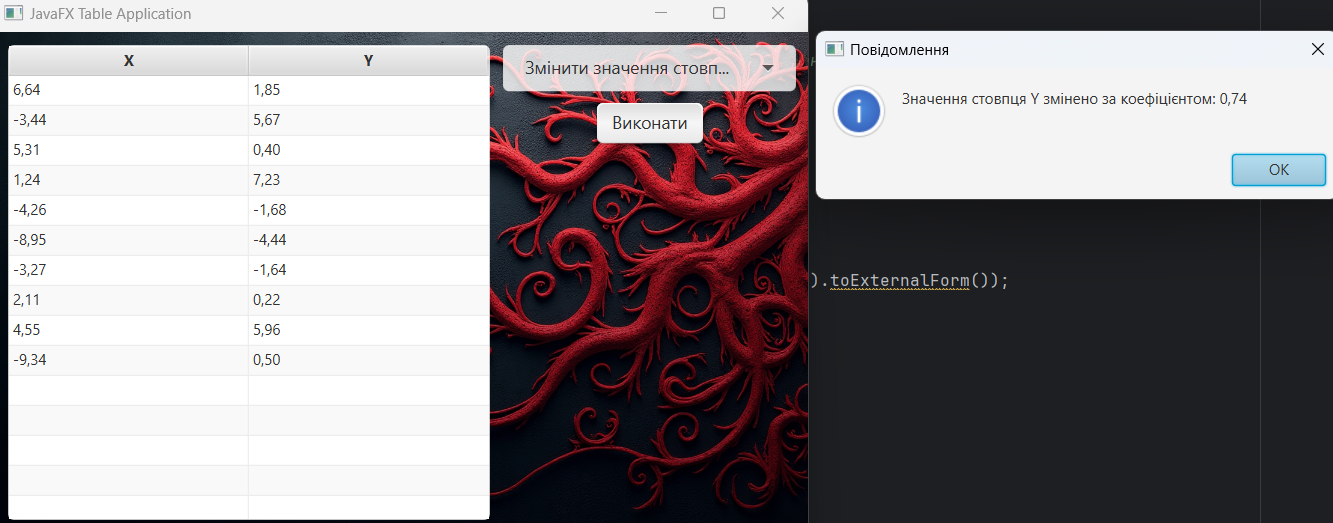 JavaFX Table Application
X Y
6,64 1,85
-3,44 5,67
5,31 0,40
1,24 7,23
-4,26 -1,68
-8,95 -4,44
-3,27 -1,64
2,11 0,22
4,55 5,96
-9,34 0,50
Змінити значення стовп...
Виконати
Повідомлення
Значення стовпця Y змінено за коефіцієнтом: 0,74
OK
).toExternalForm());